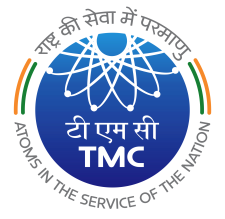 राष्ट्र की सेवा में परमाणु
टी एम सी
TMC
ATOMS IN THE SERVICE OF THE NATION